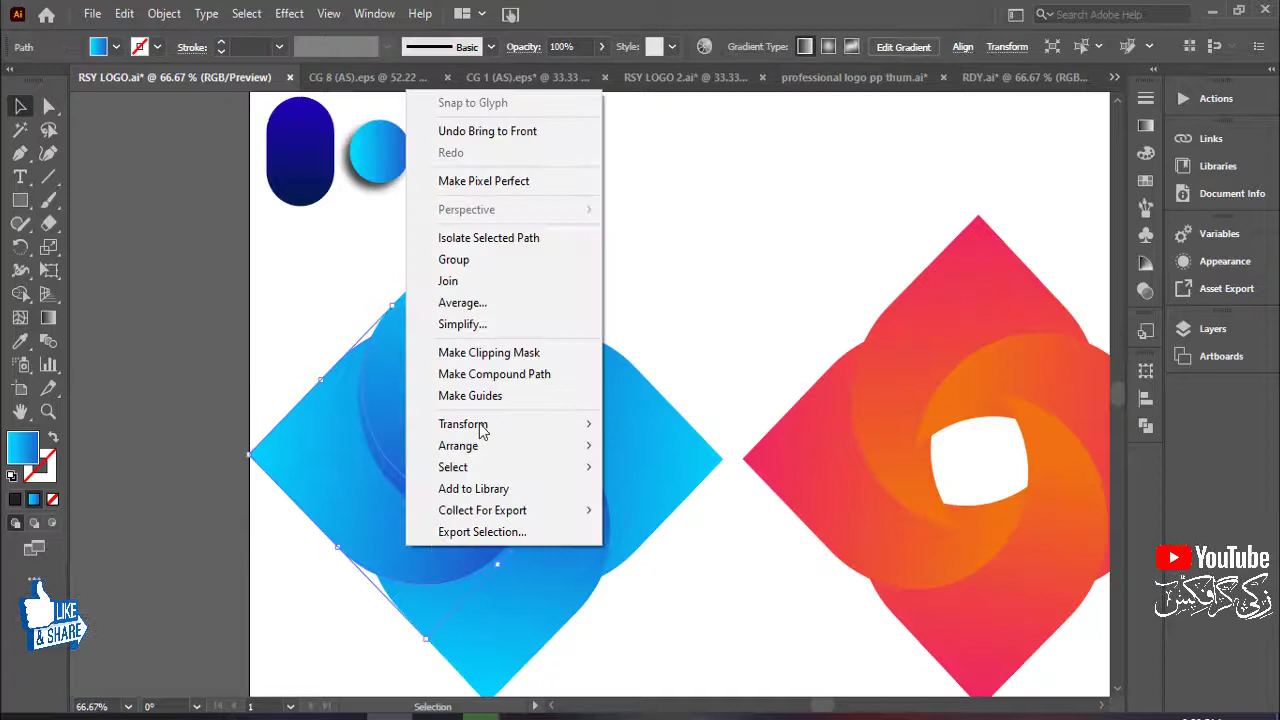 Ai
File Edit Object Type Select Effect View Window Help
Search Adobe Help
Path
Stroke:
Basic
Opacity: 100%
Style:
Gradient Type:
Edit Gradient
Align
Transform
RSY LOGO.ai* @ 66.67 % (RGB/Preview) ×
CG 8 (AS).eps @ 52.22 ... ×
CG 1 (AS).eps* @ 33.33 ... ×
RSY LOGO 2.ai* @ 33.33... ×
professional logo pp thum.ai* ×
RDY.ai* @ 66.67 % (RGB...
Snap to Glyph
Undo Bring to Front
Redo
Make Pixel Perfect
Perspective
Isolate Selected Path
Group
Join
Average...
Simplify...
Make Clipping Mask
Make Compound Path
Make Guides
Transform
Arrange
Select
Add to Library
Collect For Export
Export Selection...
Actions
Links
Libraries
Document Info
Variables
Appearance
Asset Export
Layers
Artboards
LIKE
& SHARE
YouTube
زكي گرافكس
66.67%
0°
1
Selection